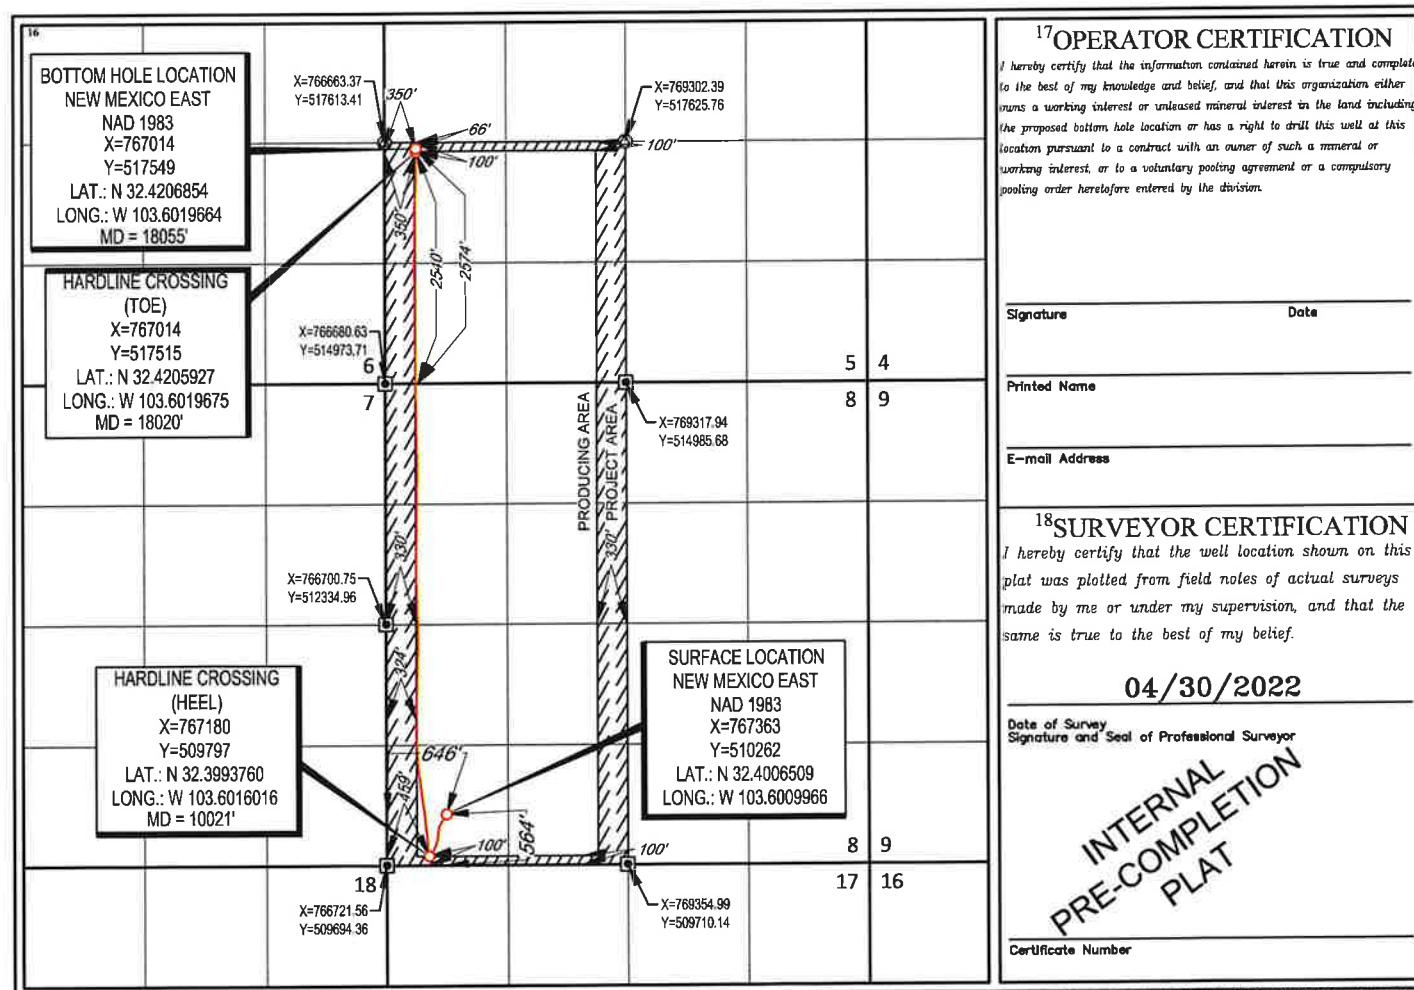 16
BOTTOM HOLE LOCATION
NEW MEXICO EAST
NAD 1983
X=767014
Y=517549
LAT.: N 32.4206854
LONG.: W 103.6019664
MD = 18055'
HARDLINE CROSSING
(TOE)
X=767014
Y=517515
LAT.: N 32.4205927
LONG.: W 103.6019675
MD = 18020'
HARDLINE CROSSING
(HEEL)
X=767180
Y=509797
LAT.: N 32.3993760
LONG.: W 103.6016016
MD = 10021'
SURFACE LOCATION
NEW MEXICO EAST
NAD 1983
X=767363
Y=510262
LAT.: N 32.4006509
LONG.: W 103.6009966
X=766663.37
Y=517613.41
X=769302.39
Y=517625.76
350'
66'
100'
100'
350'
2540'
2574'
X=766680.63
Y=514973.71
6
7
5 4
8 9
X=769317.94
Y=514985.68
PRODUCING AREA
PROJECT AREA
330'
330'
X=766700.75
Y=512334.96
324'
646'
459'
564'
100'
100'
8 9
17 16
18
X=766721.56
Y=509694.36
X=769354.99
Y=509710.14
17OPERATOR CERTIFICATION
I hereby certify that the information contained herein is true and complete
to the best of my knowledge and belief, and that this organization either
owns a working interest or unleased mineral interest in the land including
the proposed bottom hole location or has a right to drill this well at this
location pursuant to a contract with an owner of such a mineral or
working interest, or to a voluntary pooling agreement or a compulsory
pooling order heretofore entered by the division.
Signature Date
Printed Name
E-mail Address
18SURVEYOR CERTIFICATION
I hereby certify that the well location shown on this
plat was plotted from field notes of actual surveys
made by me or under my supervision, and that the
same is true to the best of my belief.
04/30/2022
Date of Survey
Signature and Seal of Professional Surveyor
INTERNAL
PRE-COMPLETION
PLAT
Certificate Number